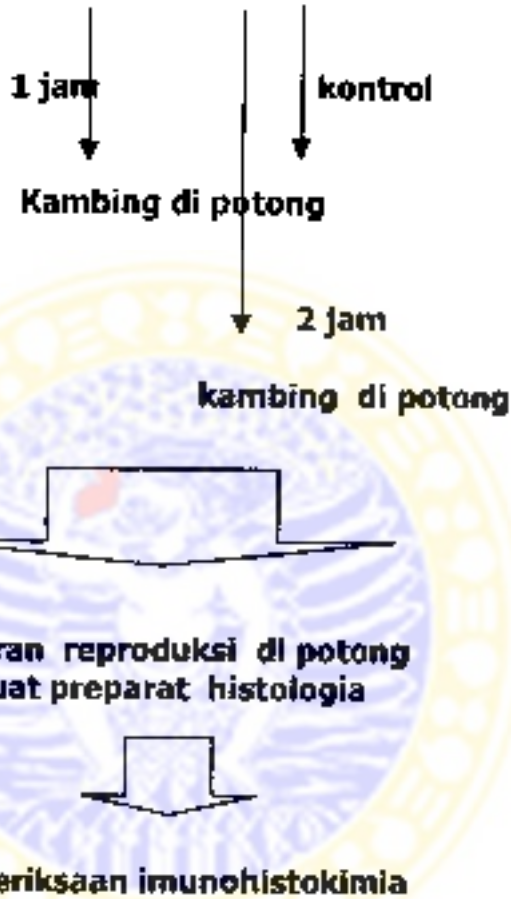 1 jam kontrol
Kambing di potong
2 jam
kambing di potong
reproduksi di potong
preparat histologia
imunohistokimia